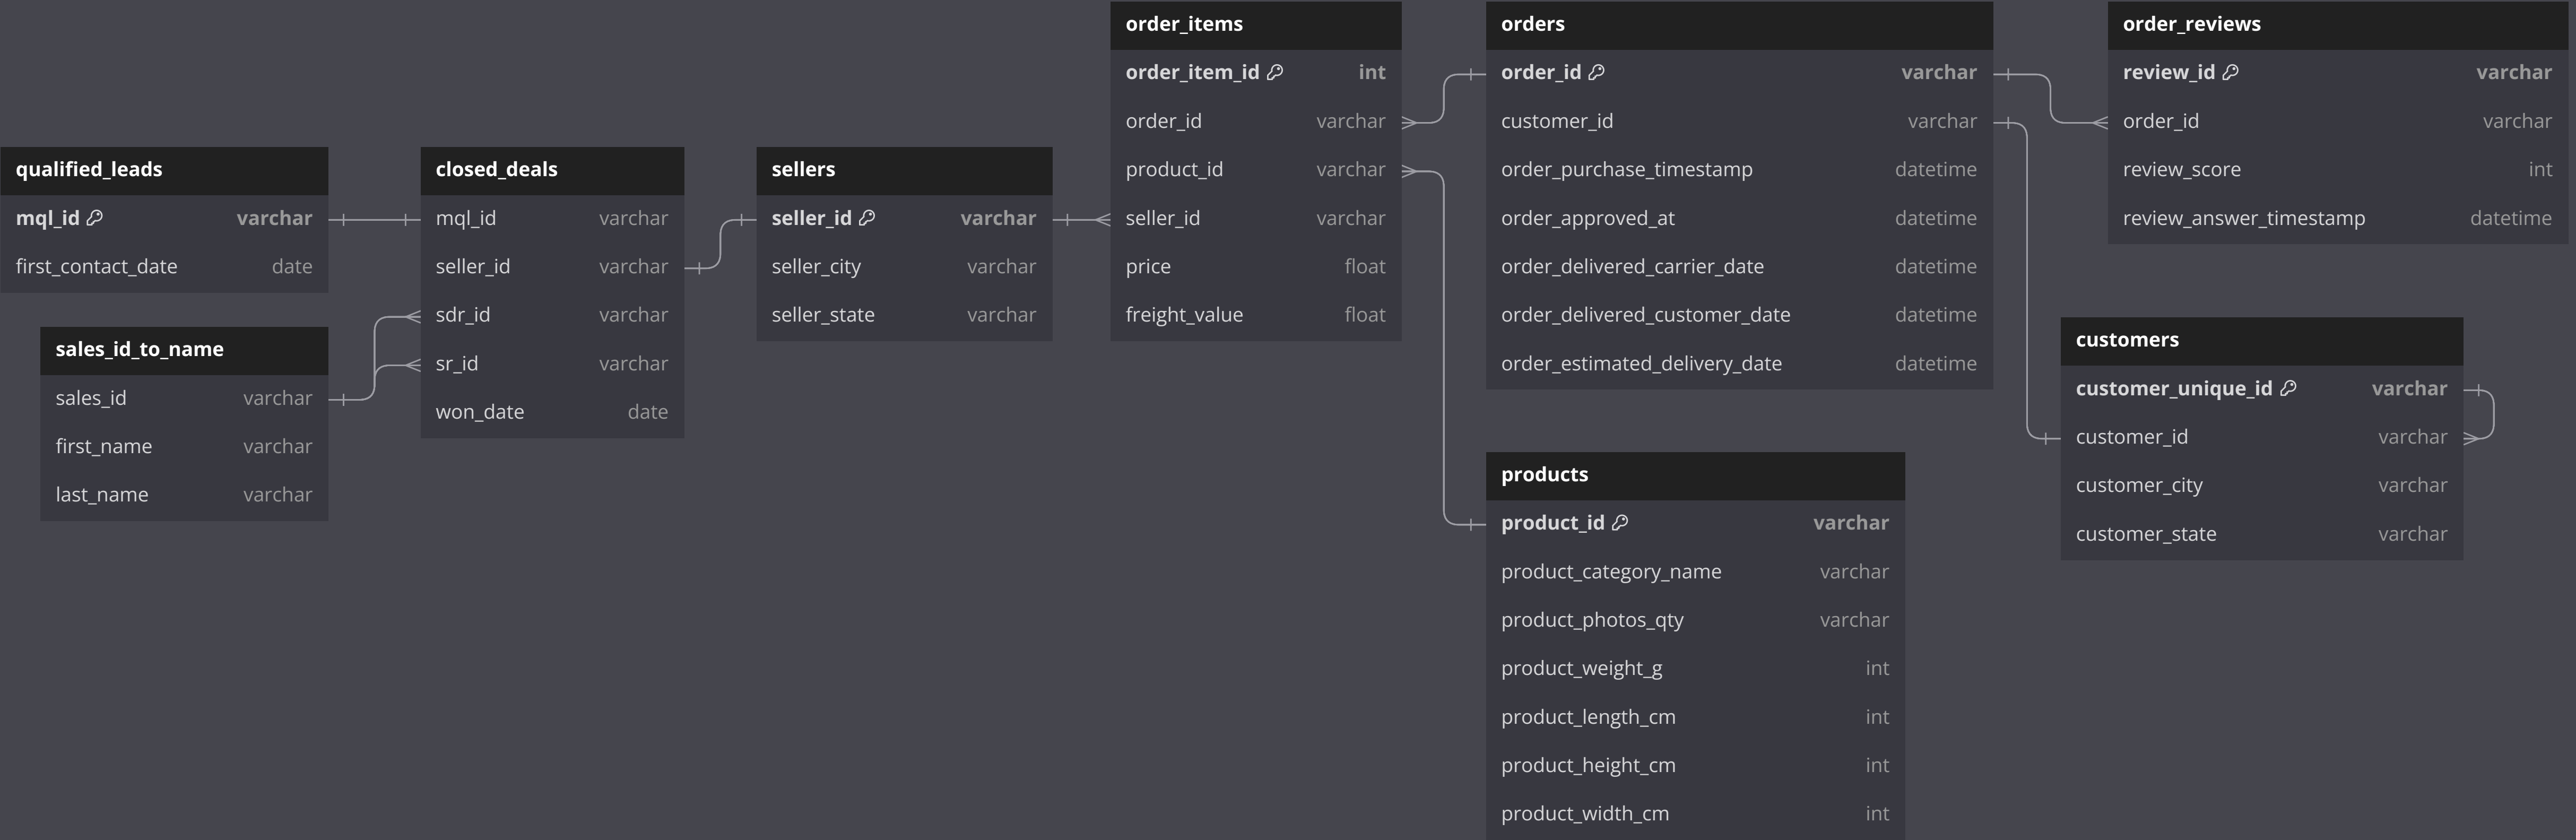 qualified_leads
mql_id varchar
first_contact_date date
sales_id_to_name
sales_id varchar
first_name varchar
last_name varchar
closed_deals
mql_id varchar
seller_id varchar
sdr_id varchar
sr_id varchar
won_date date
sellers
seller_id varchar
seller_city varchar
seller_state varchar
order_items
order_item_id int
order_id varchar
product_id varchar
seller_id varchar
price float
freight_value float
orders
order_id varchar
customer_id varchar
order_purchase_timestamp datetime
order_approved_at datetime
order_delivered_carrier_date datetime
order_delivered_customer_date datetime
order_estimated_delivery_date datetime
products
product_id varchar
product_category_name varchar
product_photos_qty varchar
product_weight_g int
product_length_cm int
product_height_cm int
product_width_cm int
order_reviews
review_id varchar
order_id varchar
review_score int
review_answer_timestamp datetime
customers
customer_unique_id varchar
customer_id varchar
customer_city varchar
customer_state varchar